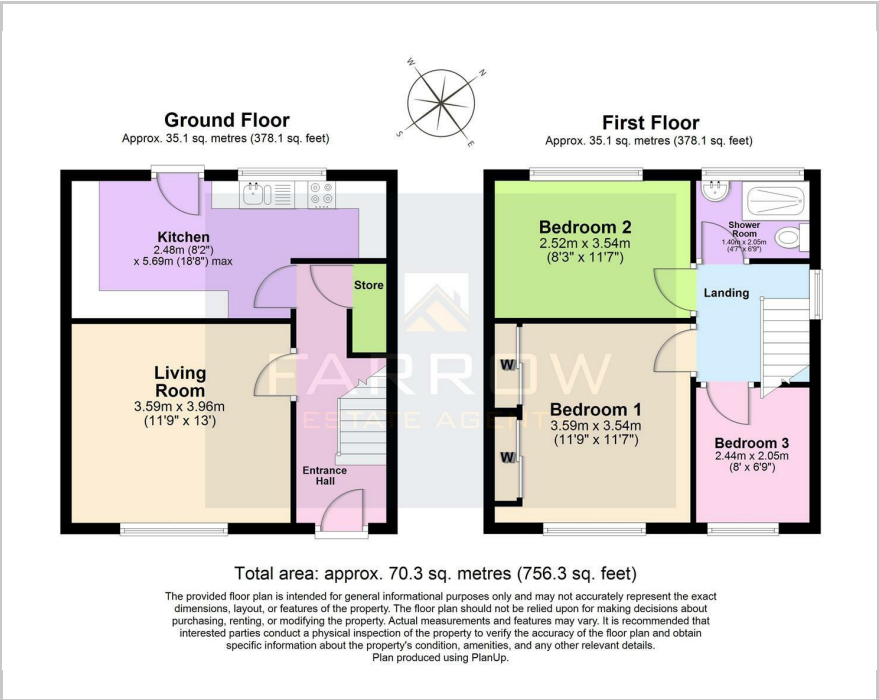 W
N
S
E
Ground Floor
Approx. 35.1 sq. metres (378.1 sq. feet)
Kitchen
2.48m (8'2")
x 5.69m (18'8") max
Store
Living
Room
3.59m x 3.96m
(11'9" x 13')
Entrance
Hall
First Floor
Approx. 35.1 sq. metres (378.1 sq. feet)
Bedroom 2
2.52m x 3.54m
(8'3" x 11'7")
Shower
Room
1.40m x 2.05m
(4'7" x 6'9")
Landing
W
W
Bedroom 1
3.59m x 3.54m
(11'9" x 11'7")
Bedroom 3
2.44m x 2.05m
(8' x 6'9")
FARROW
ESTATE AGENTS
Total area: approx. 70.3 sq. metres (756.3 sq. feet)
The provided floor plan is intended for general informational purposes only and may not accurately represent the exact
dimensions, layout, or features of the property. The floor plan should not be relied upon for making decisions about
purchasing, renting, or modifying the property. Actual measurements and features may vary. It is recommended that
interested parties conduct a physical inspection of the property to verify the accuracy of the floor plan and obtain
specific information about the property's condition, amenities, and any other relevant details.
Plan produced using PlanUp.